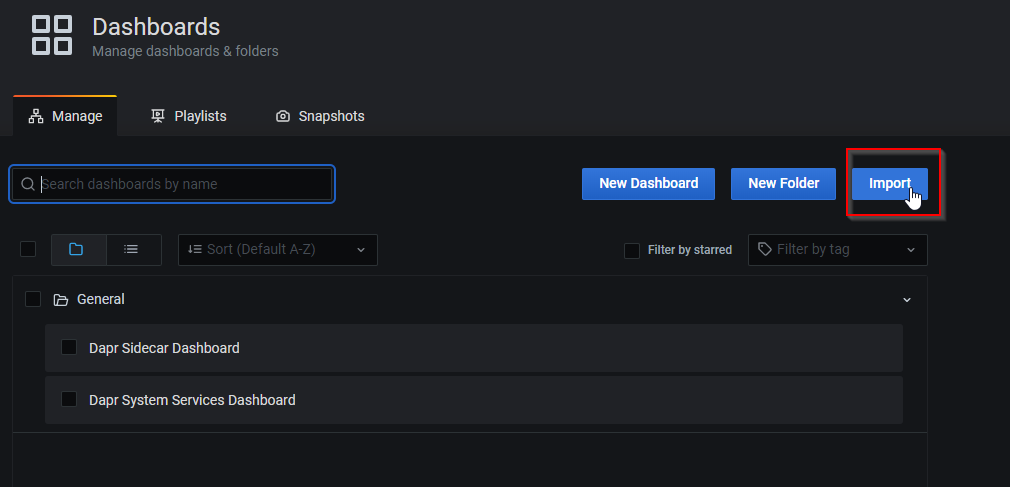 Dashboards
Manage dashboards & folders
Manage Playlists Snapshots
Search dashboards by name New Dashboard New Folder Import
Sort (Default A-Z) Filter by starred Filter by tag
General
Dapr Sidecar Dashboard
Dapr System Services Dashboard